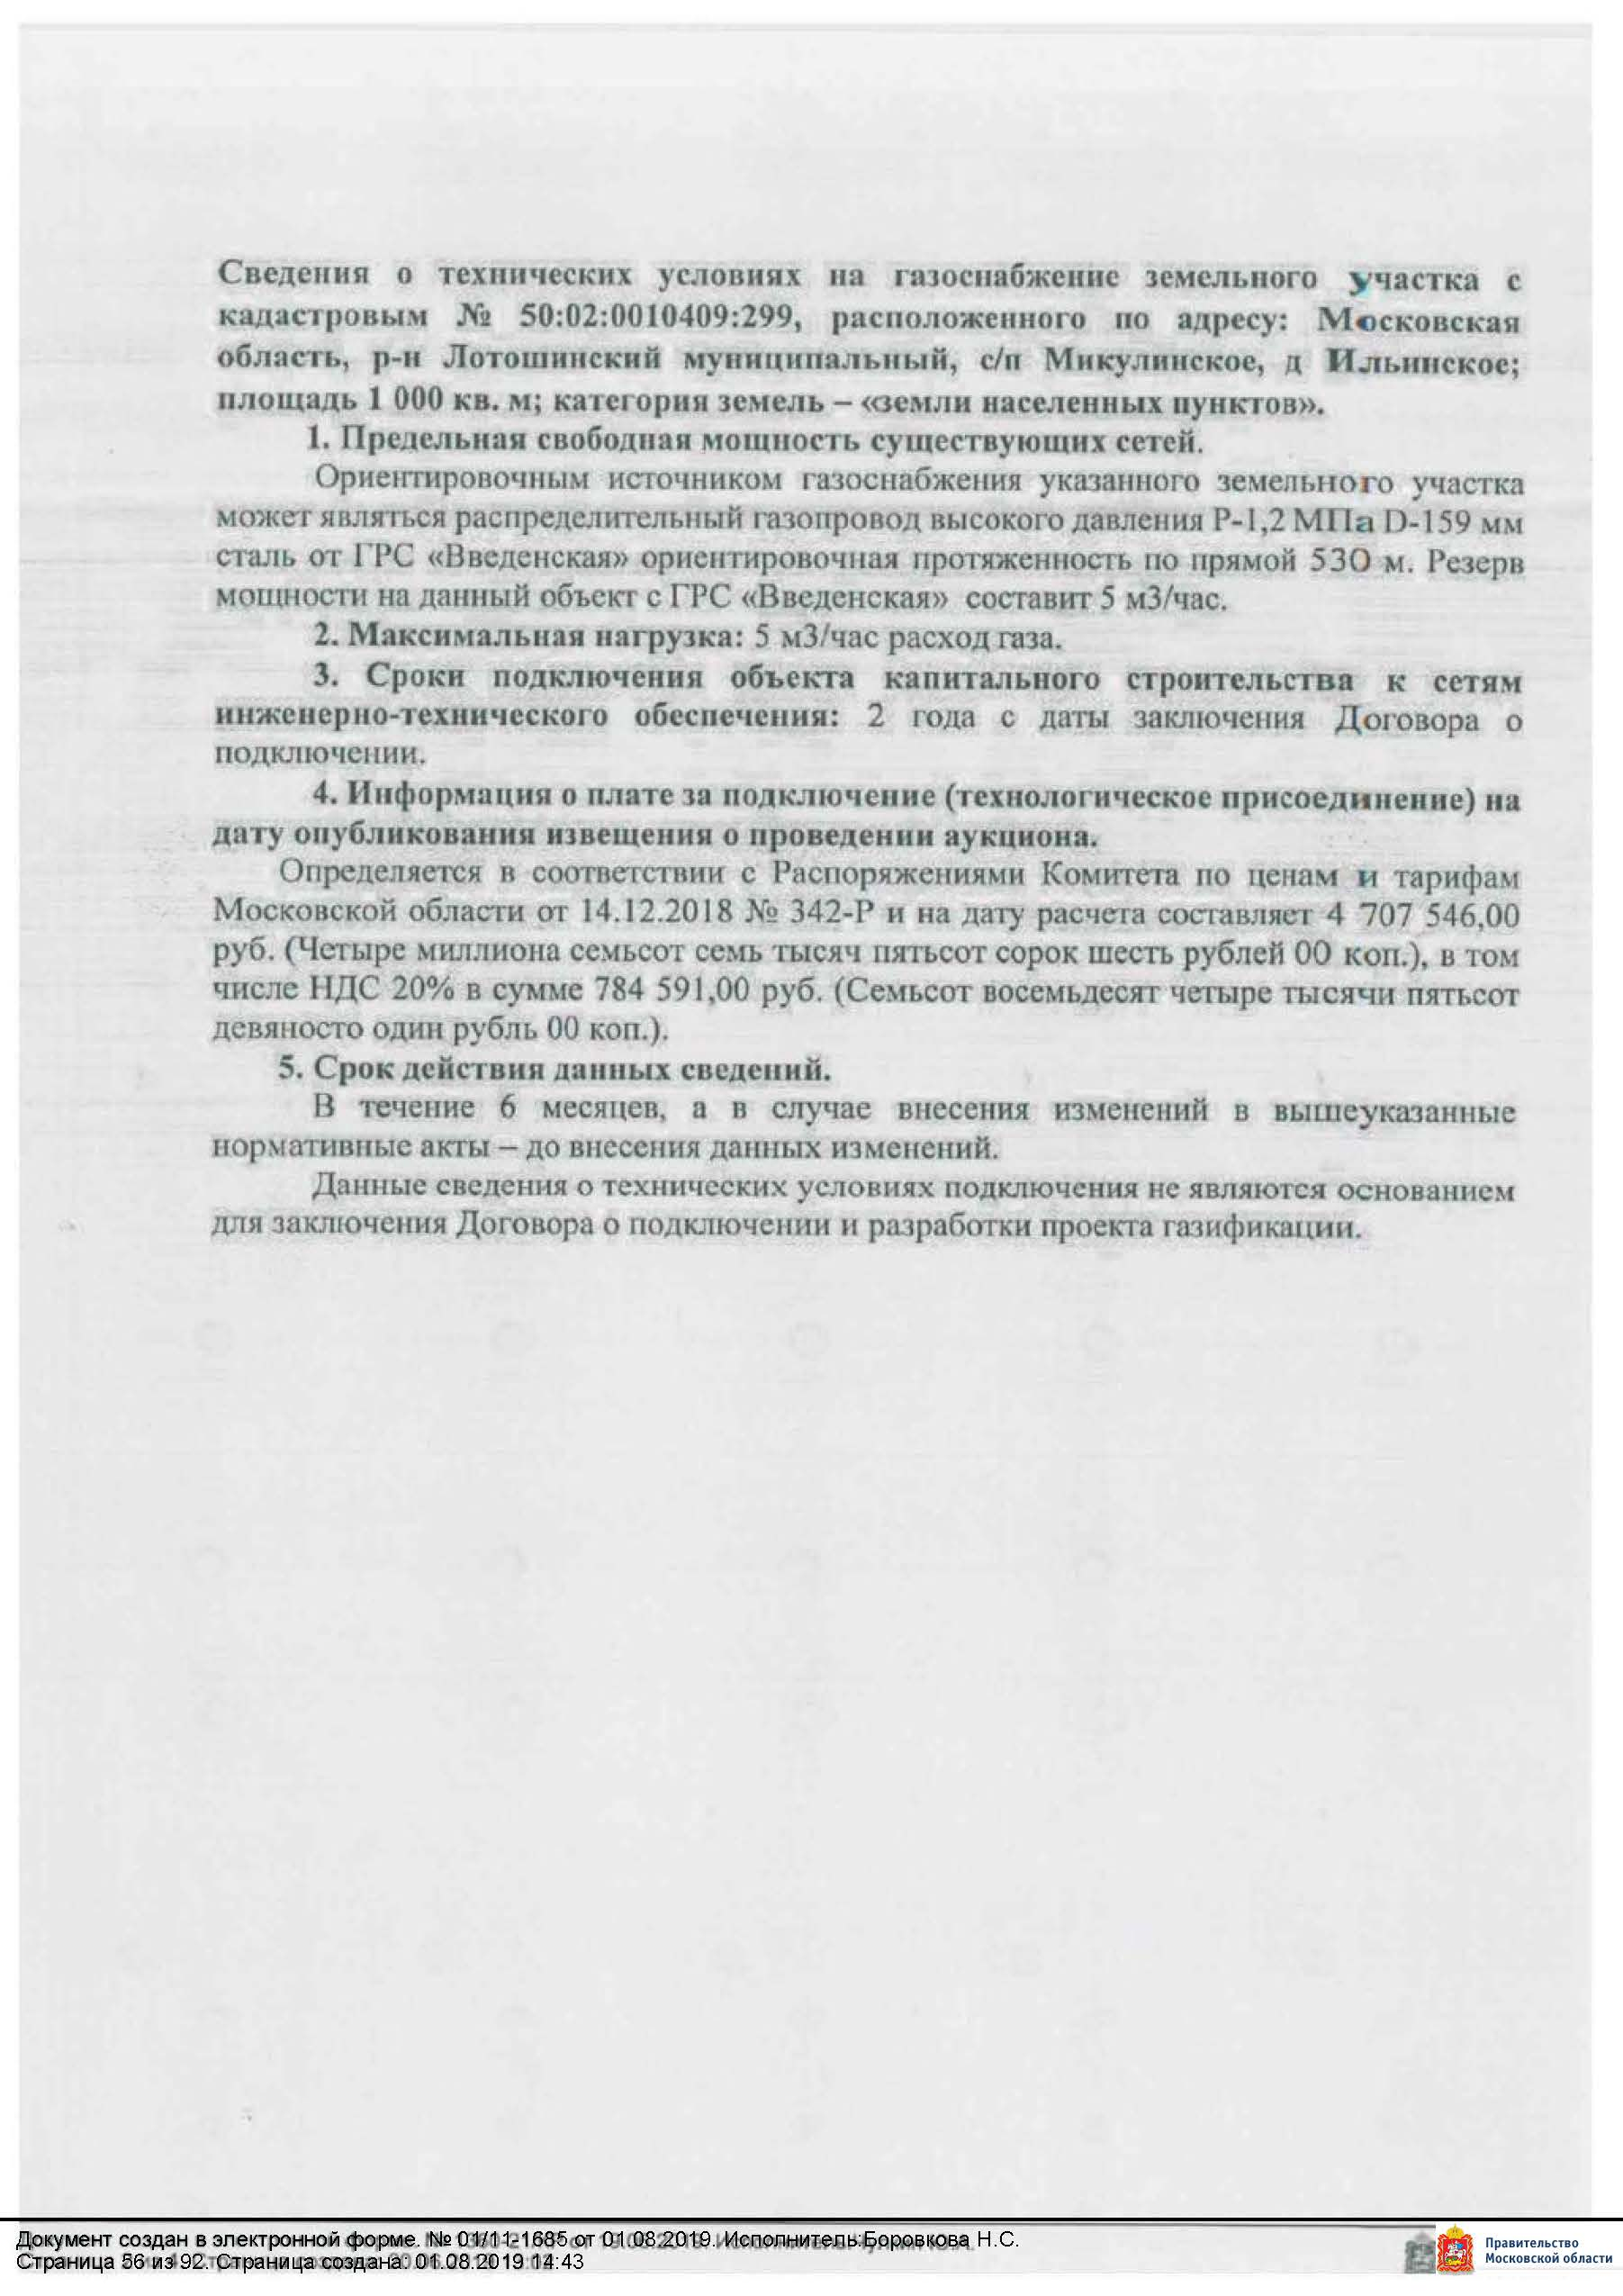 Сведения о технических условиях на газоснабжение земельного участка с
кадастровым № 50:02:0010409:299, расположенного по адресу: Московская
область, р-н Лотошинский муниципальный, с/п Микулинское, д Ильинское;
площадь 1 000 кв. м; категория земель – «земли населенных пунктов».
1. Предельная свободная мощность существующих сетей.
Ориентировочным источником газоснабжения указанного земельного участка
может являться распределительный газопровод высокого давления Р-1,2 МПа D-159 мм
сталь от ГРС «Введенская» ориентировочная протяженность по прямой 530 м. Резерв
мощности на данный объект с ГРС «Введенская» составит 5 м3/час.
2. Максимальная нагрузка: 5 м3/час расход газа.
3. Сроки подключения объекта капитального строительства к сетям
инженерно-технического обеспечения: 2 года с даты заключения Договора о
подключении.
4. Информация о плате за подключение (технологическое присоединение) на
дату опубликования извещения о проведении аукциона.
Определяется в соответствии с Распоряжениями Комитета по ценам и тарифам
Московской области от 14.12.2018 № 342-Р и на дату расчета составляет 4 707 546,00
руб. (Четыре миллиона семьсот семь тысяч пятьсот сорок шесть рублей 00 коп.), в том
числе НДС 20% в сумме 784 591,00 руб. (Семьсот восемьдесят четыре тысячи пятьсот
девяносто один рубль 00 коп.).
5. Срок действия данных сведений.
В течение 6 месяцев, а в случае внесения изменений в вышеуказанные
нормативные акты – до внесения данных изменений.
Данные сведения о технических условиях подключения не являются основанием
для заключения Договора о подключении и разработки проекта газификации.
Документ создан в электронной форме. № 01/11-1685 от 01.08.2019. Исполнитель:Боровкова Н.С.
Страница 56 из 92. Страница создана: 01.08.2019 14:43
Правительство
Московской области